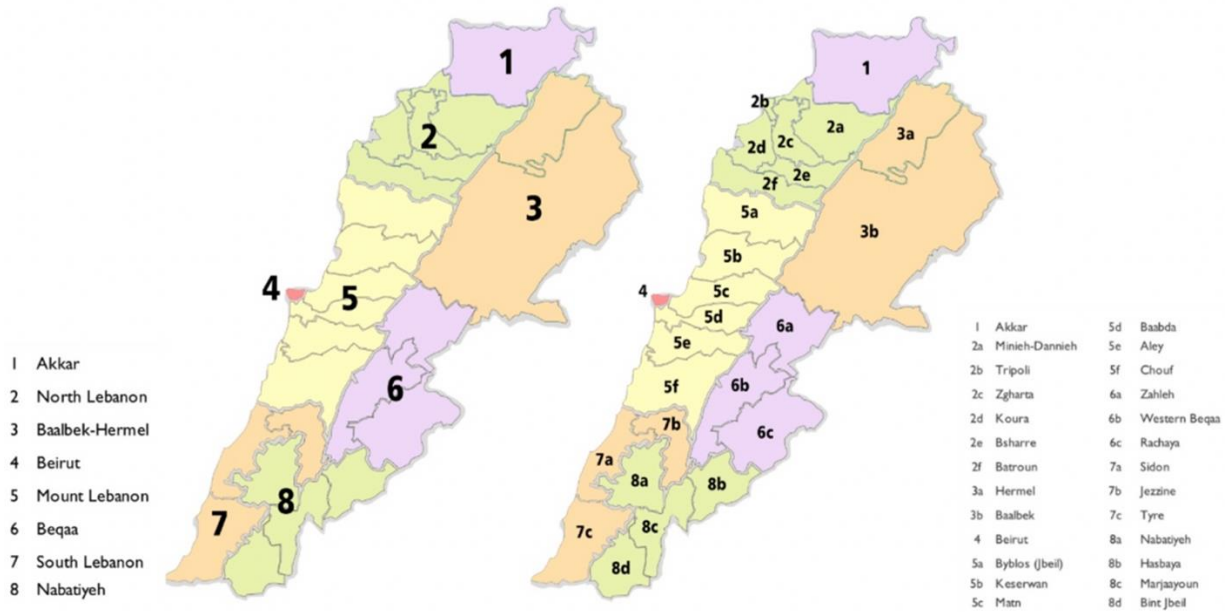 1
2
3
4
5
6
7
8
1 Akkar
2 North Lebanon
3 Baalbek-Hermel
4 Beirut
5 Mount Lebanon
6 Beqaa
7 South Lebanon
8 Nabatiyeh
1
2b
2a
2c
2d
3a
2e
2f
5a
3b
5b
4
5c
5d
6a
5e
5f
6b
7b
6c
7a
8a
8b
7c
8c
8d
1 Akkar
2a Minieh-Dannieh
2b Tripoli
2c Zgharta
2d Koura
2e Bsharre
2f Batroun
3a Hermel
3b Baalbek
4 Beirut
5a Byblos (Jbeil)
5b Keserwan
5c Matn
5d Baabda
5e Aley
5f Chouf
6a Zahleh
6b Western Beqaa
6c Rachaya
7a Sidon
7b Jezzine
7c Tyre
8a Nabatiyeh
8b Hasbaya
8c Marjaayoun
8d Bint Jbeil